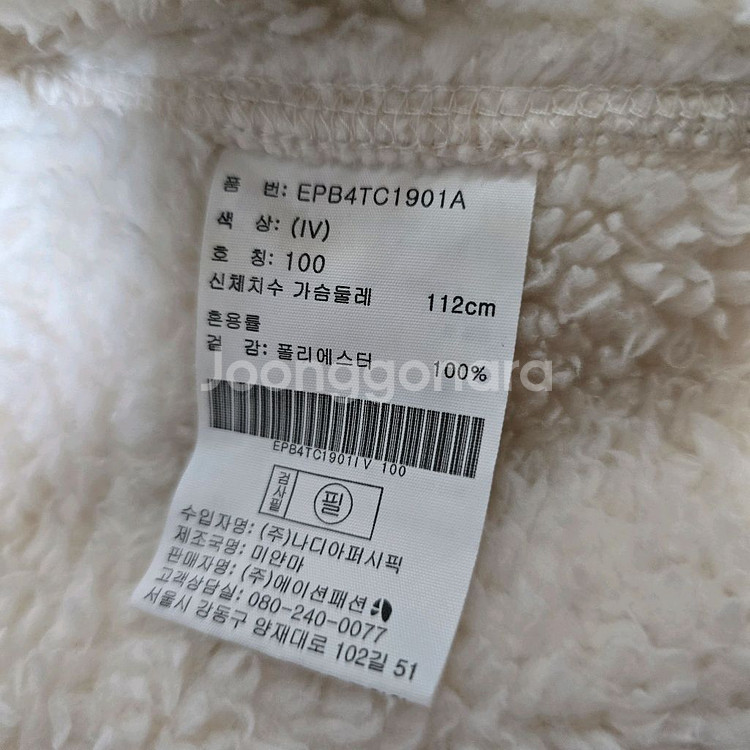 품 번: EPB4TC1901A
색 상: (IV)
호 칭: 100
신체치수 가슴둘레 112cm
혼용률
겉 감: 폴리에스터 100%
Joonggonara
EPB4TC1901IV 100
검사필 필
수입자명: (주)나디아퍼시픽
제조국명: 미얀마
판매자명: (주)에이션패션
고객상담실: 080-240-0077
서울시 강동구 양재대로 102길 51